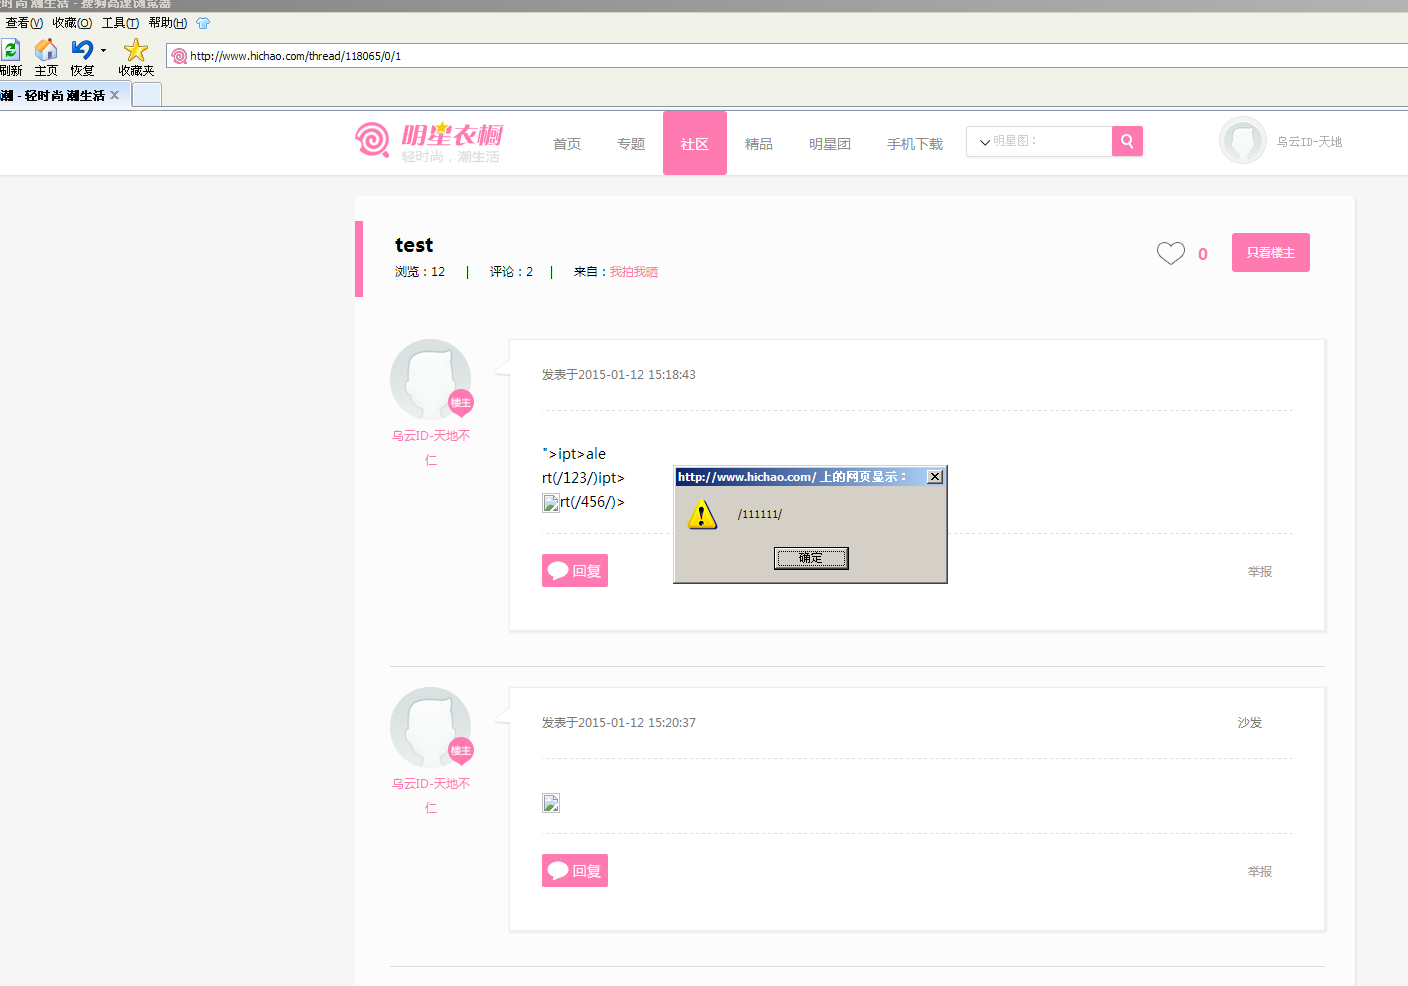 时尚 潮生活 - 搜狗高速浏览器
查看(V) 收藏(O) 工具(T) 帮助(H)
刷新 主页 恢复 收藏夹
http://www.hichao.com/thread/118065/0/1
潮 - 轻时尚 潮生活
明星衣橱
轻时尚，潮生活
首页 专题 社区 精品 明星团 手机下载 明星图： 乌云ID-天地
test
浏览：12 | 评论：2 | 来自：我拍我晒
0 只看楼主
楼主
乌云ID-天地不
仁
发表于2015-01-12 15:18:43
">ipt>ale
rt(/123/)ipt>
rt(/456/)>
回复 举报
http://www.hichao.com/ 上的网页显示：
/111111/
确定
楼主
乌云ID-天地不
仁
发表于2015-01-12 15:20:37 沙发
回复 举报